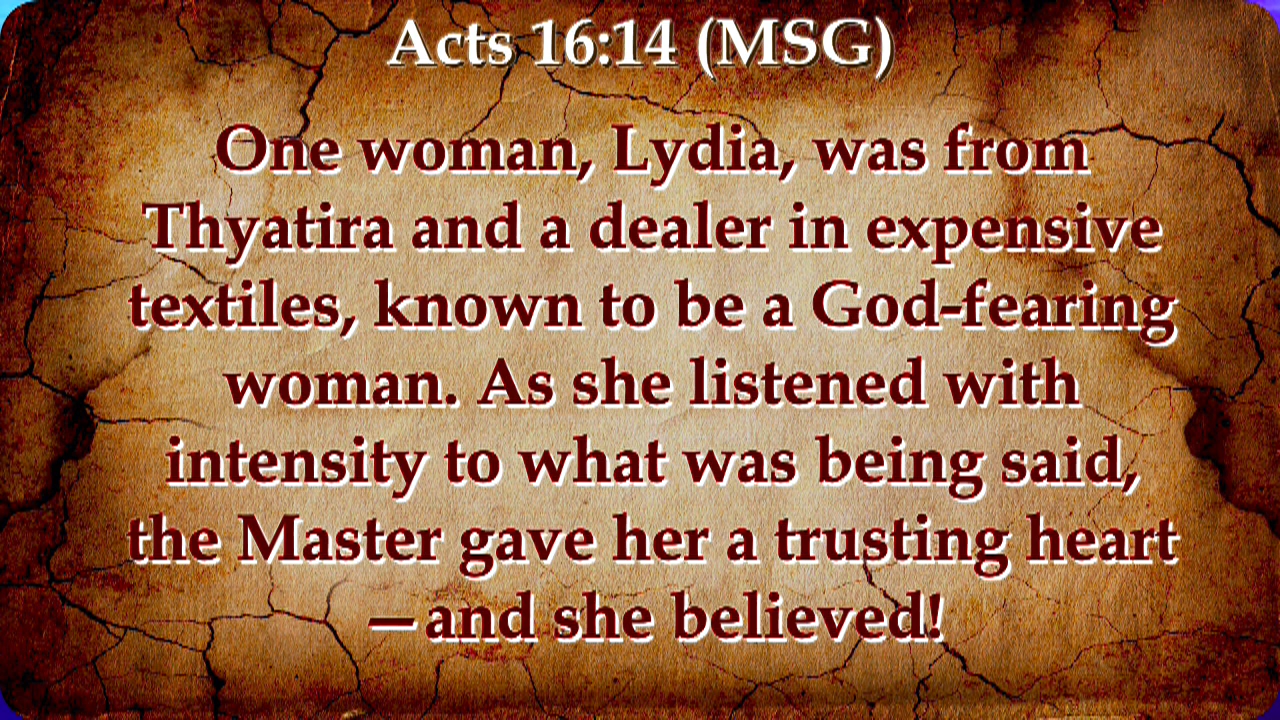 Acts 16:14 (MSG)
One woman, Lydia, was from
Thyatira and a dealer in expensive
textiles, known to be a God-fearing
woman. As she listened with
intensity to what was being said,
the Master gave her a trusting heart
—and she believed!